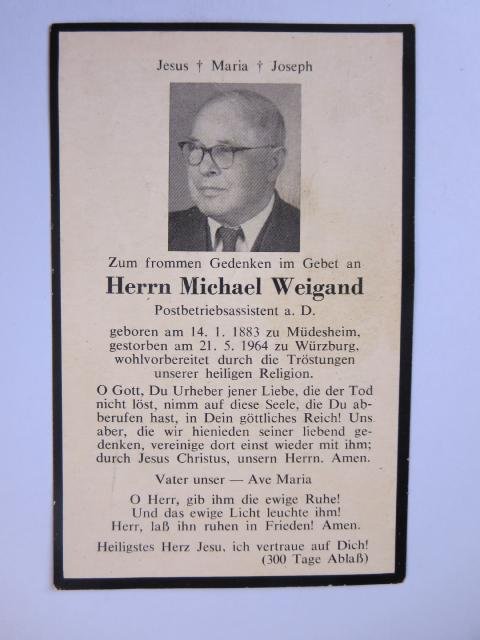 Jesus † Maria † Joseph
Zum frommen Gedenken im Gebet an
Herrn Michael Weigand
Postbetriebsassistent a. D.
geboren am 14. 1. 1883 zu Müdesheim,
gestorben am 21. 5. 1964 zu Würzburg,
wohlvorbereitet durch die Tröstungen
unserer heiligen Religion.
O Gott, Du Urheber jener Liebe, die der Tod
nicht löst, nimm auf diese Seele, die Du ab-
berufen hast, in Dein göttliches Reich! Uns
aber, die wir hienieden seiner liebend ge-
denken, vereinige dort einst wieder mit ihm;
durch Jesus Christus, unsern Herrn. Amen.
Vater unser — Ave Maria
O Herr, gib ihm die ewige Ruhe!
Und das ewige Licht leuchte ihm!
Herr, laß ihn ruhen in Frieden! Amen.
Heiligstes Herz Jesu, ich vertraue auf Dich!
(300 Tage Ablaß)